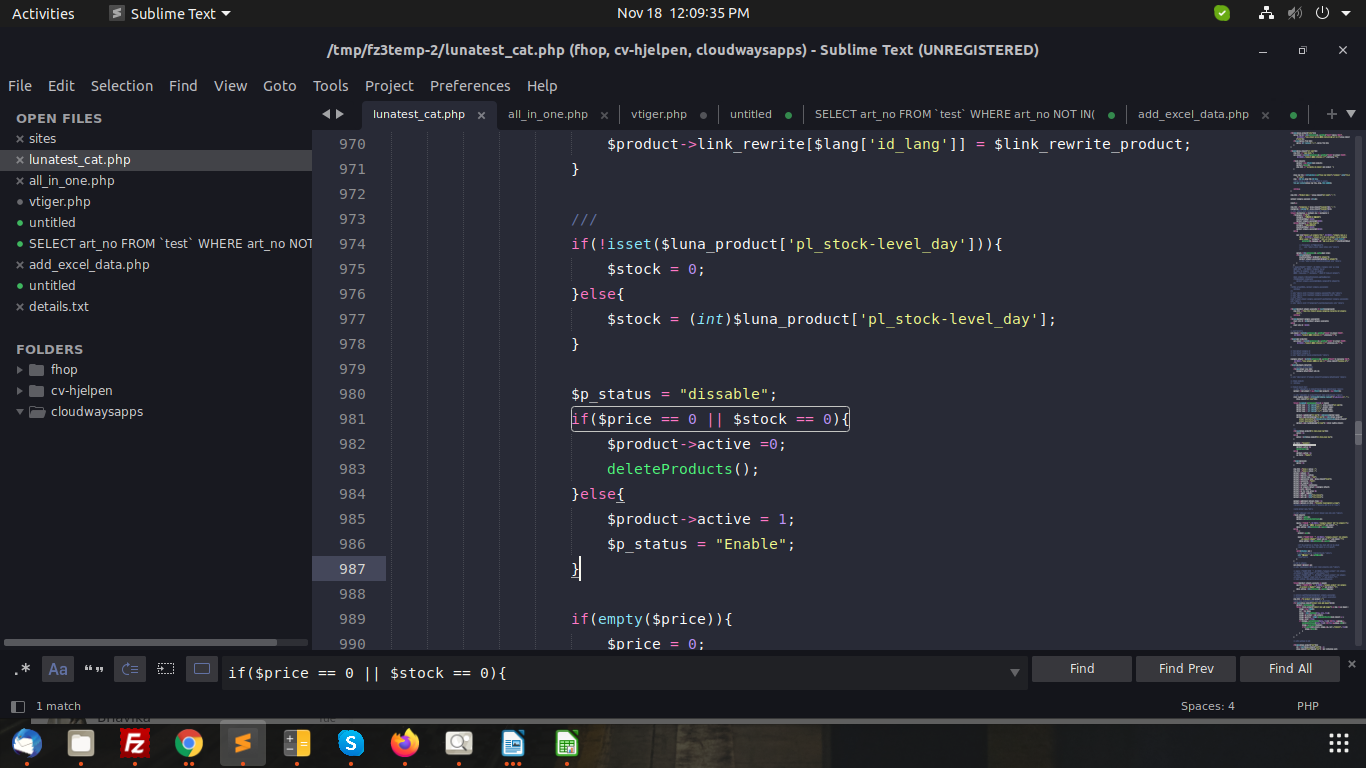 Activities
Sublime Text
Nov 18 12:09:35 PM
/tmp/fz3temp-2/lunatest_cat.php (fhop, cv-hjelpen, cloudwaysapps) - Sublime Text (UNREGISTERED)
File Edit Selection Find View Goto Tools Project Preferences Help
OPEN FILES
sites
lunatest_cat.php
all_in_one.php
vtiger.php
untitled
SELECT art_no FROM `test` WHERE art_no NOT
add_excel_data.php
untitled
details.txt
FOLDERS
fhop
cv-hjelpen
cloudwaysapps
lunatest_cat.php all_in_one.php vtiger.php untitled SELECT art_no FROM `test` WHERE art_no NOT IN( add_excel_data.php
970 $product->link_rewrite[$lang['id_lang']] = $link_rewrite_product;
971 }
972
973 ///
974 if(!isset($luna_product['pl_stock-level_day'])){
975 $stock = 0;
976 }else{
977 $stock = (int)$luna_product['pl_stock-level_day'];
978 }
979
980 $p_status = "dissable";
981 if($price == 0 || $stock == 0){
982 $product->active =0;
983 deleteProducts();
984 }else{
985 $product->active = 1;
986 $p_status = "Enable";
987 }
988
989 if(empty($price)){
990 $price = 0;
.* Aa “” if($price == 0 || $stock == 0){ Find Find Prev Find All
1 match Spaces: 4 PHP